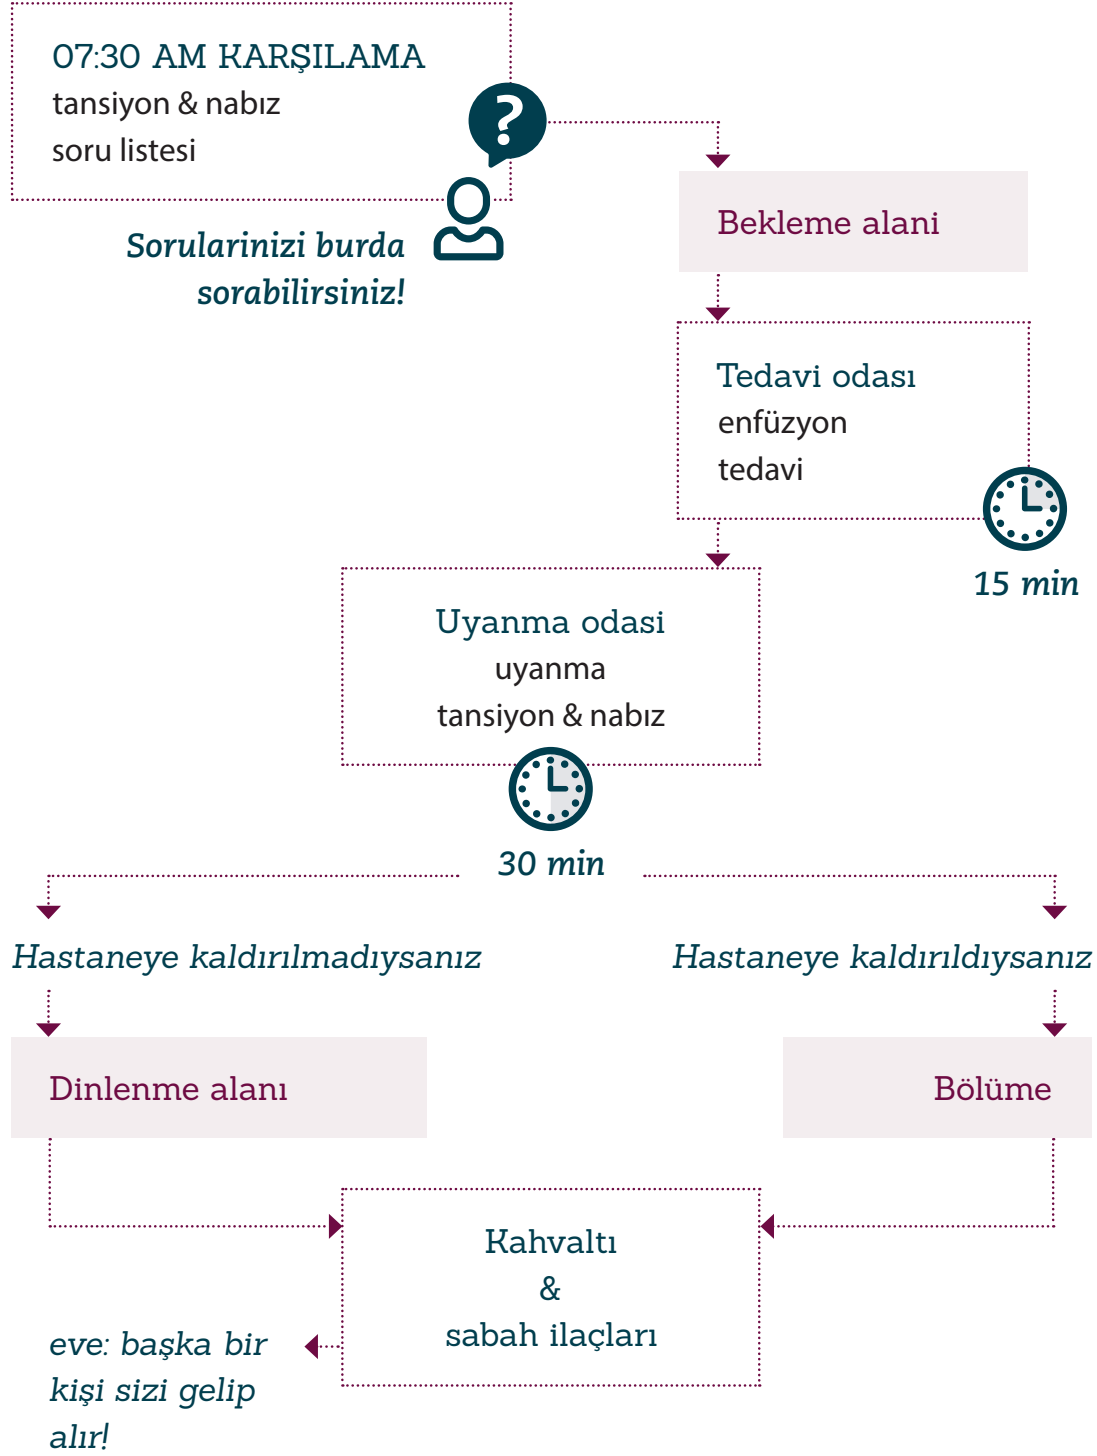 07:30 AM KARŞILAMA
tansiyon & nabız
soru listesi
?
Sorularinizi burda
sorabilirsiniz!
Bekleme alani
Tedavi odası
enfüzyon
tedavi
15 min
Uyanma odasi
uyanma
tansiyon & nabız
30 min
Hastaneye kaldırılmadıysanız
Hastaneye kaldırıldıysanız
Dinlenme alanı
Bölüme
Kahvaltı
&
sabah ilaçları
eve: başka bir
kişi sizi gelip
alır!